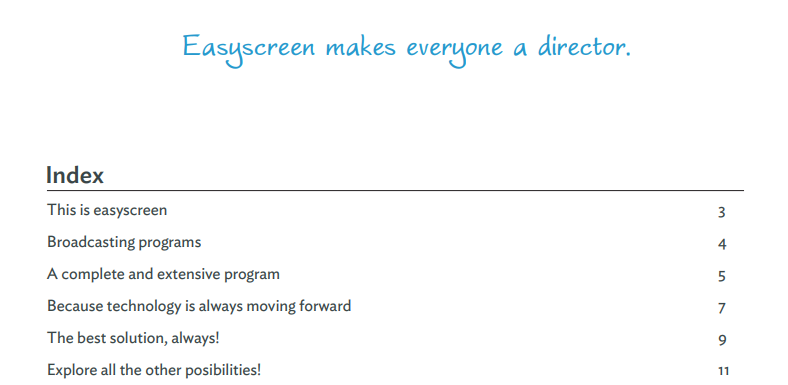 Easyscreen makes everyone a director.
Index
This is easyscreen 3
Broadcasting programs 4
A complete and extensive program 5
Because technology is always moving forward 7
The best solution, always! 9
Explore all the other posibilities! 11